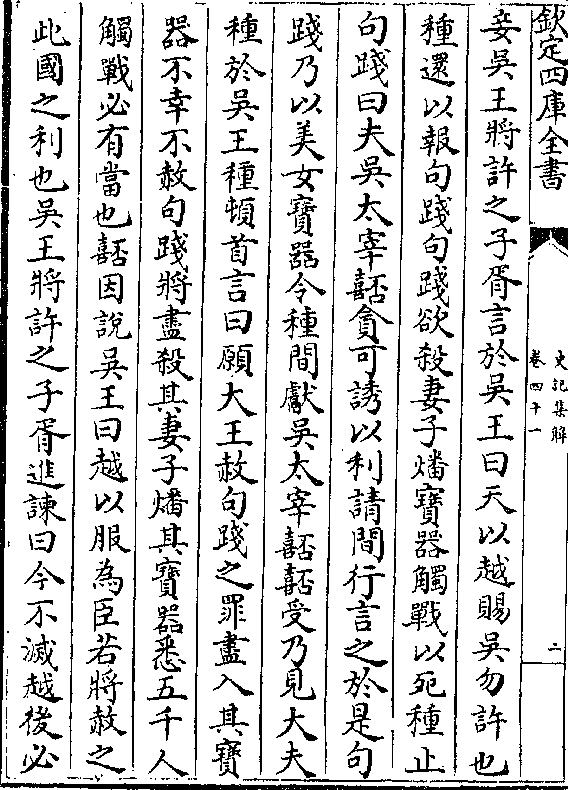 欽定四庫全書
史記集解
卷四十一
二
妾吳王將許之子胥言於吳王曰天以越賜吳勿許也
種還以報句踐句踐欲殺妻子燔寶器觸戰以死種止
句踐曰夫吳太宰嚭貪可誘以利請間行言之於是句
踐乃以美女寶器令種間獻吳太宰嚭嚭受乃見大夫
種於吳王種頓首言曰願大王赦句踐之罪盡入其寶
器不幸不赦句踐將盡殺其妻子燔其寶器悉五千人
觸戰必有當也嚭因說吳王曰越以服為臣若將赦之
此國之利也吳王將許之子胥進諫曰今不滅越後必